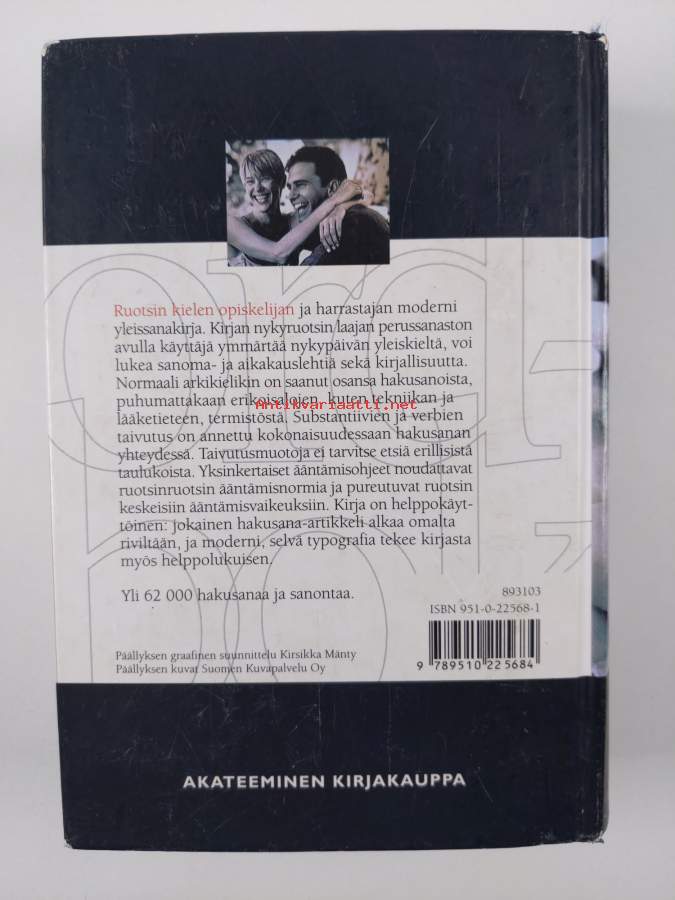 Ruotsin kielen opiskelijan ja harrastajan moderni
yleissanakirja. Kirjan nykyruotsin laajan perussanaston
avulla käyttäjä ymmärtää nykypäivän yleiskieltä, voi
lukea sanoma- ja aikakauslehtiä sekä kirjallisuutta.
Normaali arkikielikin on saanut osansa hakusanoista,
puhumattakaan erikoisalojen, kuten tekniikan ja
Antikvariaatti.net
lääketieteen, termistöstä. Substantiivien ja verbien
taivutus on annettu kokonaisuudessaan hakusanan
yhteydessä. Taivutusmuotoja ei tarvitse etsiä erillisistä
taulukoista. Yksinkertaiset ääntämisohjeet noudattavat
ruotsinruotsin ääntämisnormia ja pureutuvat ruotsin
keskeisiin ääntämisvaikeuksiin. Kirja on helppokäyt-
töinen: jokainen hakusana-artikkeli alkaa omalta
riviltään, ja moderni, selvä typografia tekee kirjasta
myös helppolukuisen.
Yli 62 000 hakusanaa ja sanontaa.
893103
ISBN 951-0-22568-1
9 789510 225684
Päällyksen graafinen suunnittelu Kirsikka Mänty
Päällyksen kuvat Suomen Kuvapalvelu Oy
AKATEEMINEN KIRJAKAUPPA